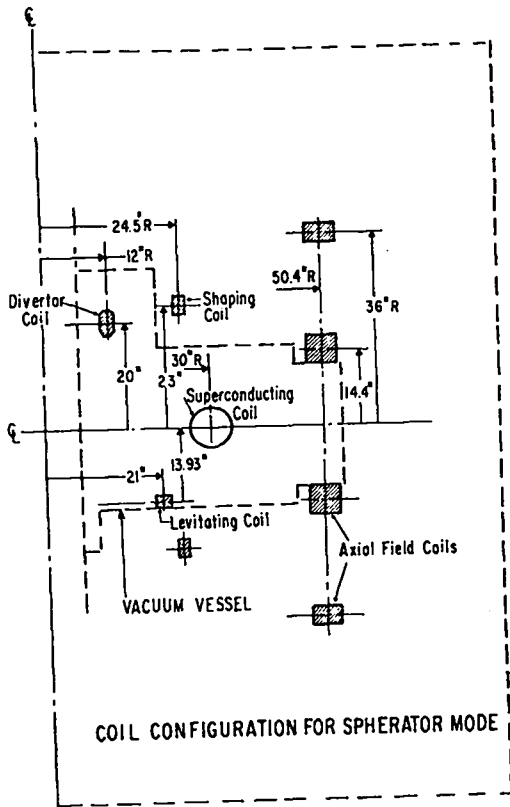 ℄
24.5"R
12"R
Divertor
Coil
Shaping
Coil
50.4"R
36"R
20"
23"
30"R
14.4"
Superconducting
Coil
℄
13.93"
21"
Levitating Coil
Axial Field Coils
VACUUM VESSEL
COIL CONFIGURATION FOR SPHERATOR MODE